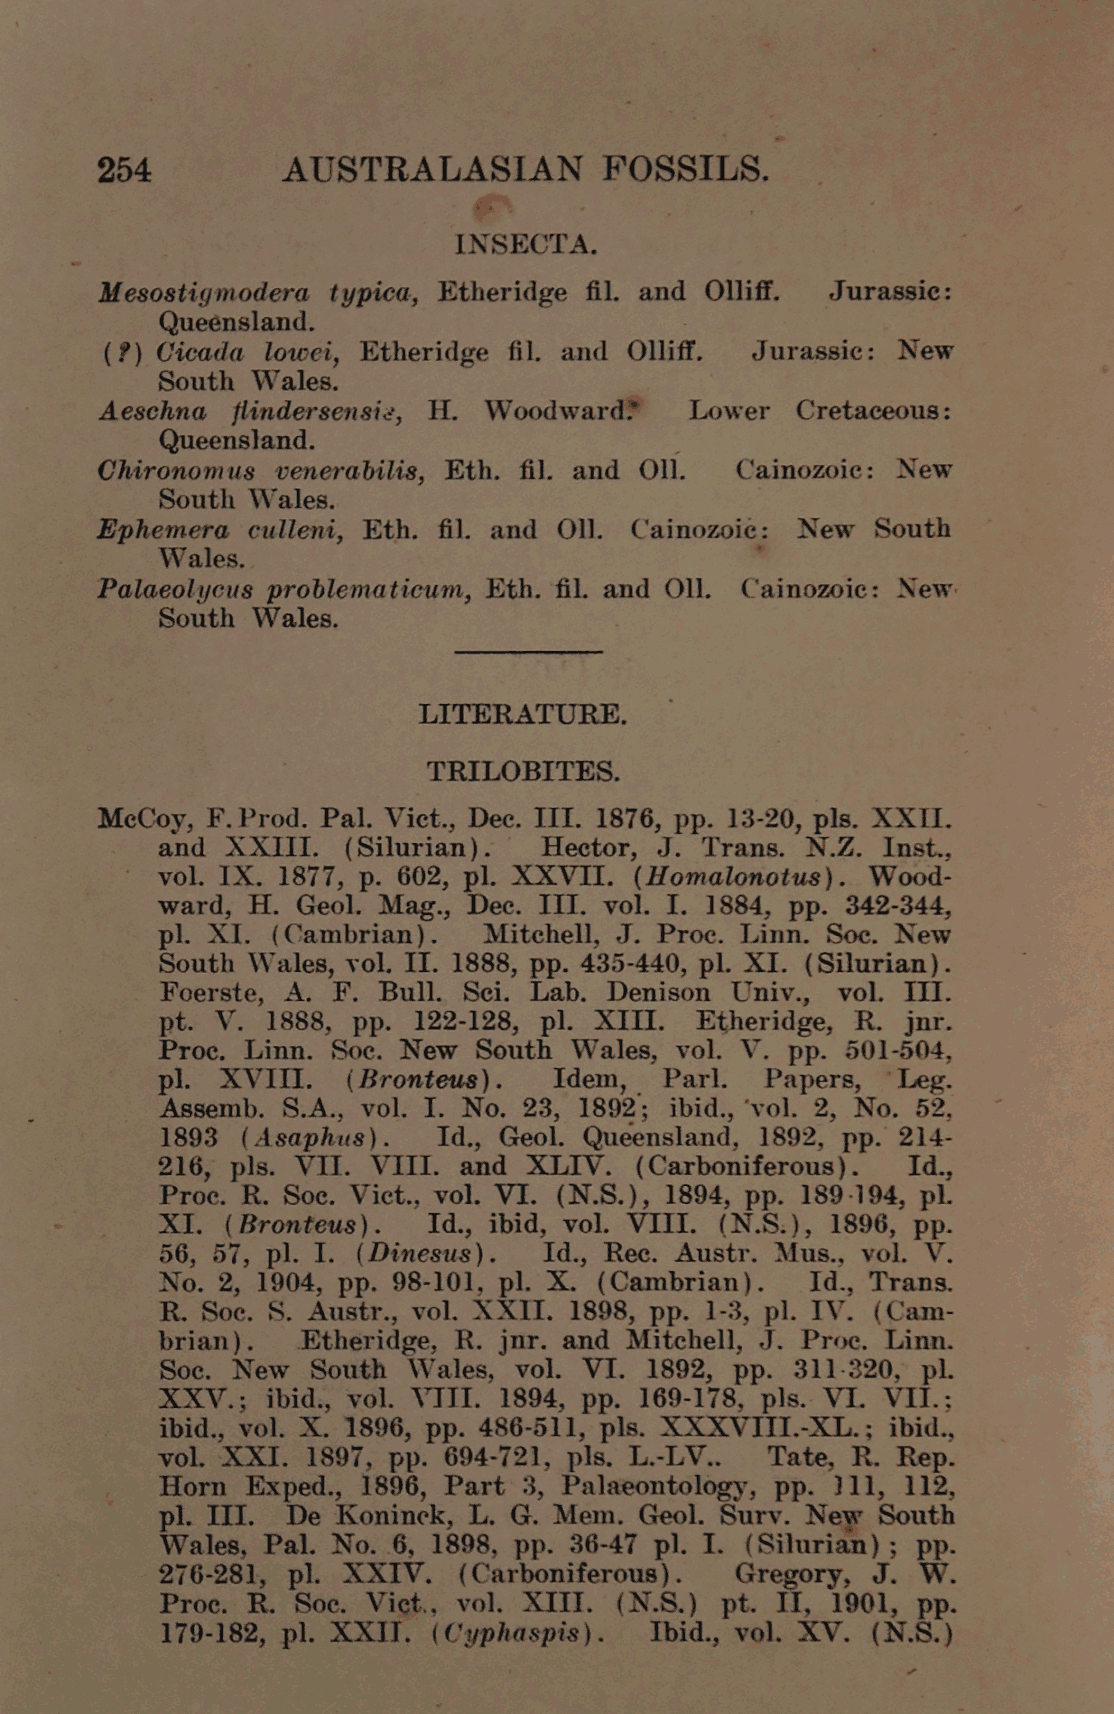 254 AUSTRALASIAN FOSSILS.
INSECTA.
Mesostigmodera typica, Etheridge fil. and Olliff. Jurassic:
Queensland.
(?) Cicada lowei, Etheridge fil. and Olliff. Jurassic: New
South Wales.
Aeschna flindersensis, H. Woodward. Lower Cretaceous:
Queensland.
Chironomus venerabilis, Eth. fil. and Oll. Cainozoic: New
South Wales.
Ephemera culleni, Eth. fil. and Oll. Cainozoic: New South
Wales.
Palaeolycus problematicum, Eth. fil. and Oll. Cainozoic: New
South Wales.
LITERATURE.
TRILOBITES.
McCoy, F. Prod. Pal. Vict., Dec. III. 1876, pp. 13-20, pls. XXII.
and XXIII. (Silurian). Hector, J. Trans. N.Z. Inst.,
vol. IX. 1877, p. 602, pl. XXVII. (Homalonotus). Wood-
ward, H. Geol. Mag., Dec. III. vol. I. 1884, pp. 342-344,
pl. XI. (Cambrian). Mitchell, J. Proc. Linn. Soc. New
South Wales, vol. II. 1888, pp. 435-440, pl. XI. (Silurian).
Foerste, A. F. Bull. Sci. Lab. Denison Univ., vol. III.
pt. V. 1888, pp. 122-128, pl. XIII. Etheridge, R. jnr.
Proc. Linn. Soc. New South Wales, vol. V. pp. 501-504,
pl. XVIII. (Bronteus). Idem, Parl. Papers, Leg.
Assemb. S.A., vol. I. No. 23, 1892; ibid., vol. 2, No. 52,
1893 (Asaphus). Id., Geol. Queensland, 1892, pp. 214-
216, pls. VII. VIII. and XLIV. (Carboniferous). Id.,
Proc. R. Soc. Vict., vol. VI. (N.S.), 1894, pp. 189-194, pl.
XI. (Bronteus). Id., ibid, vol. VIII. (N.S.), 1896, pp.
56, 57, pl. I. (Dinesus). Id., Rec. Austr. Mus., vol. V.
No. 2, 1904, pp. 98-101, pl. X. (Cambrian). Id., Trans.
R. Soc. S. Austr., vol. XXII. 1898, pp. 1-3, pl. IV. (Cam-
brian). Etheridge, R. jnr. and Mitchell, J. Proc. Linn.
Soc. New South Wales, vol. VI. 1892, pp. 311-320, pl.
XXV.; ibid., vol. VIII. 1894, pp. 169-178, pls. VI. VII.;
ibid., vol. X. 1896, pp. 486-511, pls. XXXVIII.-XL.; ibid.,
vol. XXI. 1897, pp. 694-721, pls. L.-LV.. Tate, R. Rep.
Horn Exped., 1896, Part 3, Palaeontology, pp. 111, 112,
pl. III. De Koninck, L. G. Mem. Geol. Surv. New South
Wales, Pal. No. 6, 1898, pp. 36-47 pl. I. (Silurian); pp.
276-281, pl. XXIV. (Carboniferous). Gregory, J. W.
Proc. R. Soc. Vict., vol. XIII. (N.S.) pt. II, 1901, pp.
179-182, pl. XXII. (Cyphaspis). Ibid., vol. XV. (N.S.)